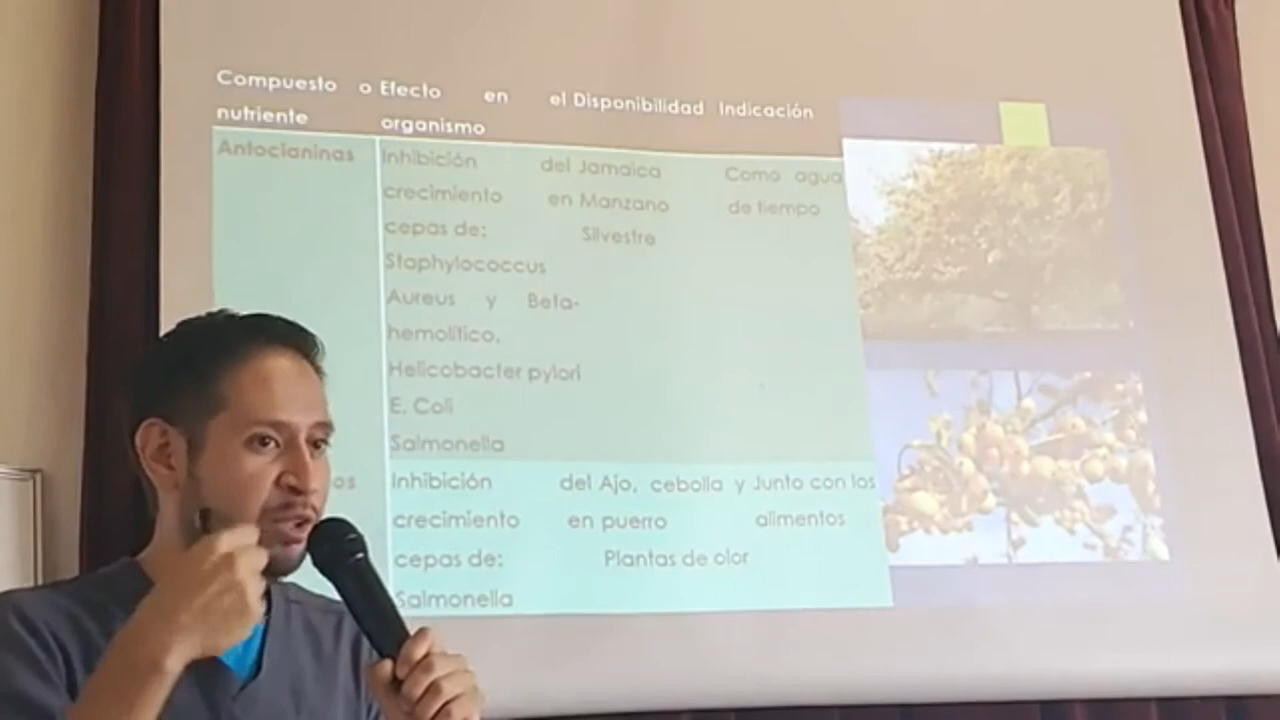 Compuesto o Efecto en el Disponibilidad Indicación
nutriente organismo
Antocianinas Inhibición del Jamaica Como agua
crecimiento en Manzano de tiempo
cepas de: Silvestre
Staphylococcus
Aureus y Beta-
hemolítico,
Helicobacter pylori
E. Coli
Salmonella
os Inhibición del Ajo, cebolla y Junto con los
crecimiento en puerro alimentos
cepas de: Plantas de olor
Salmonella